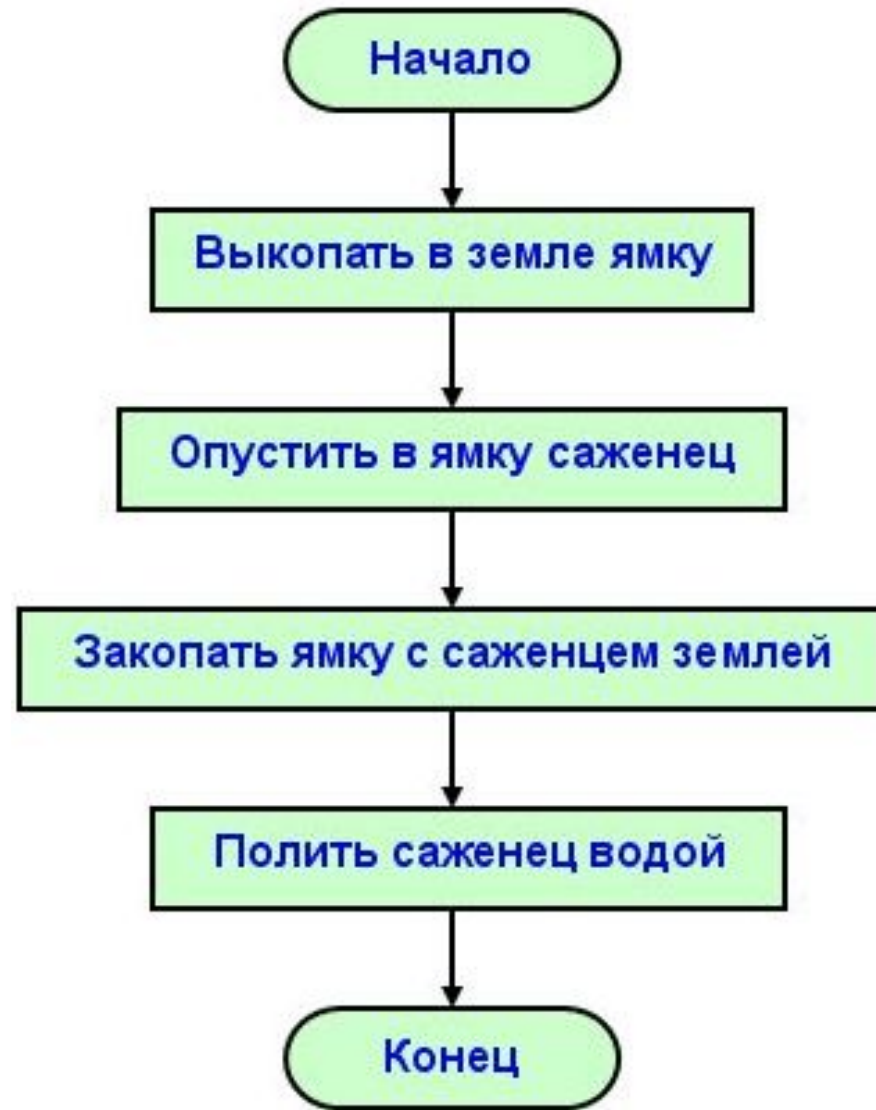 Начало
Выкопать в земле ямку
Опустить в ямку саженец
Закопать ямку с саженцем землей
Полить саженец водой
Конец